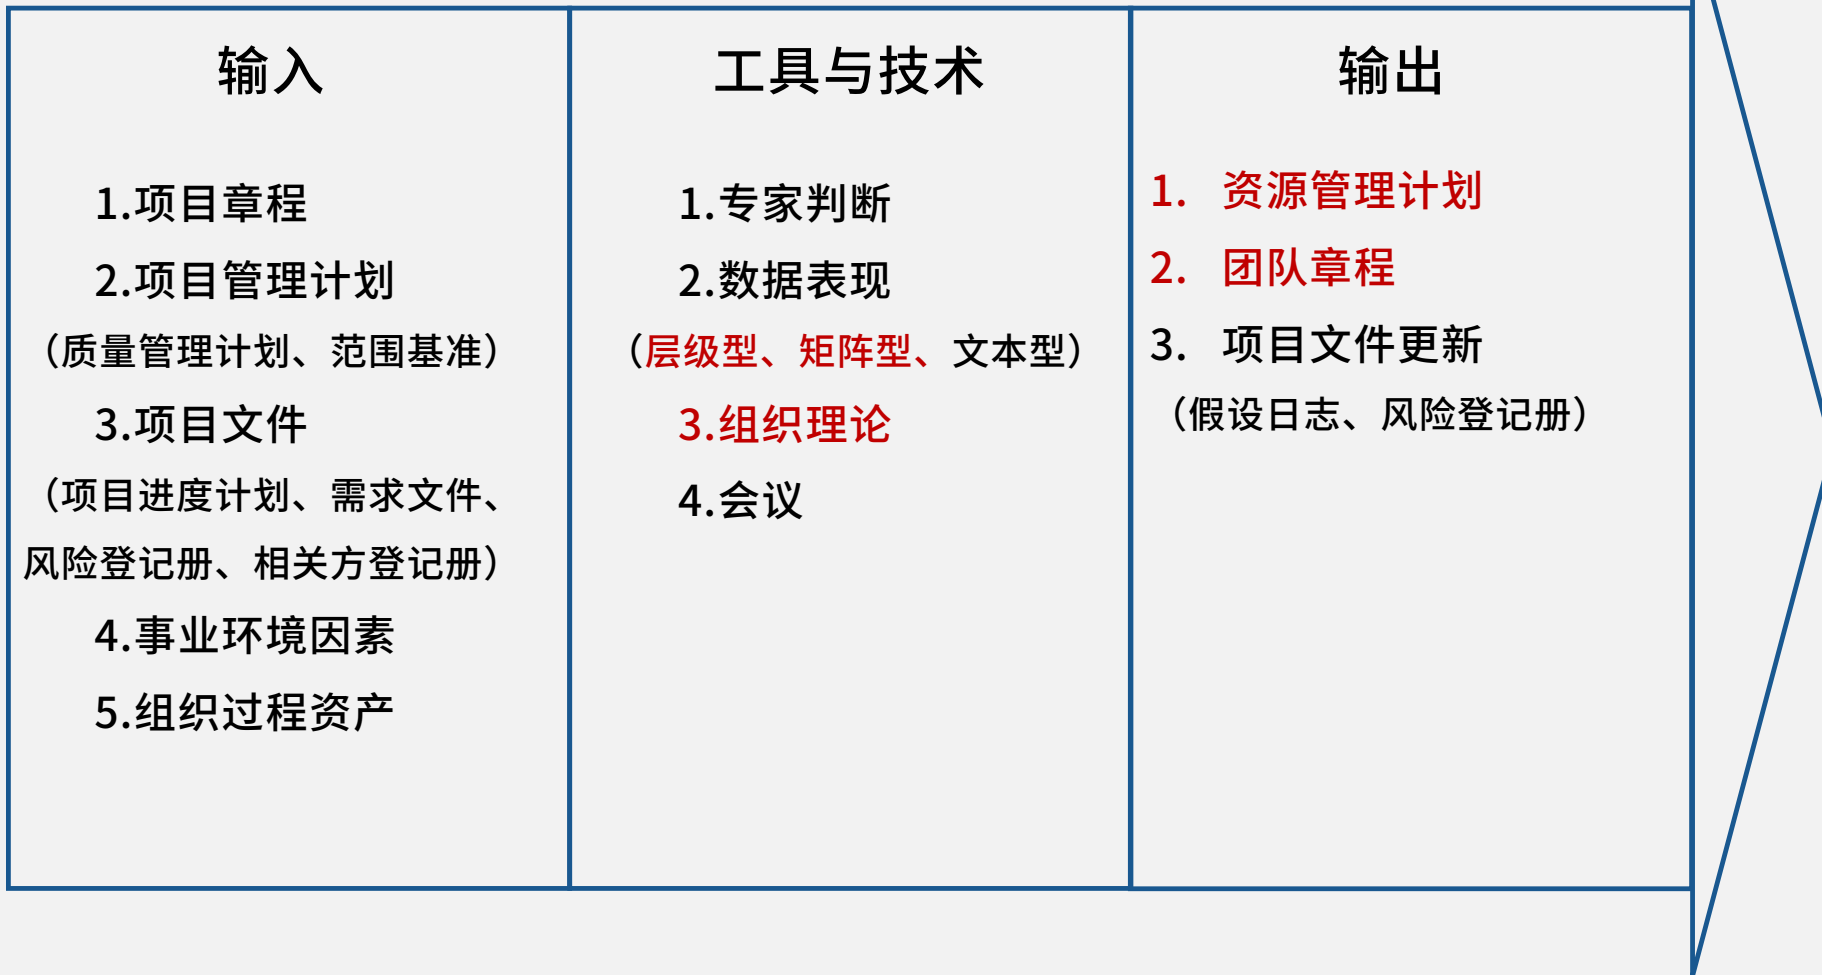 输入
1.项目章程
2.项目管理计划
（质量管理计划、范围基准）
3.项目文件
（项目进度计划、需求文件、
风险登记册、相关方登记册）
4.事业环境因素
5.组织过程资产
工具与技术
1.专家判断
2.数据表现
（层级型、矩阵型、文本型）
3.组织理论
4.会议
输出
1. 资源管理计划
2. 团队章程
3. 项目文件更新
（假设日志、风险登记册）